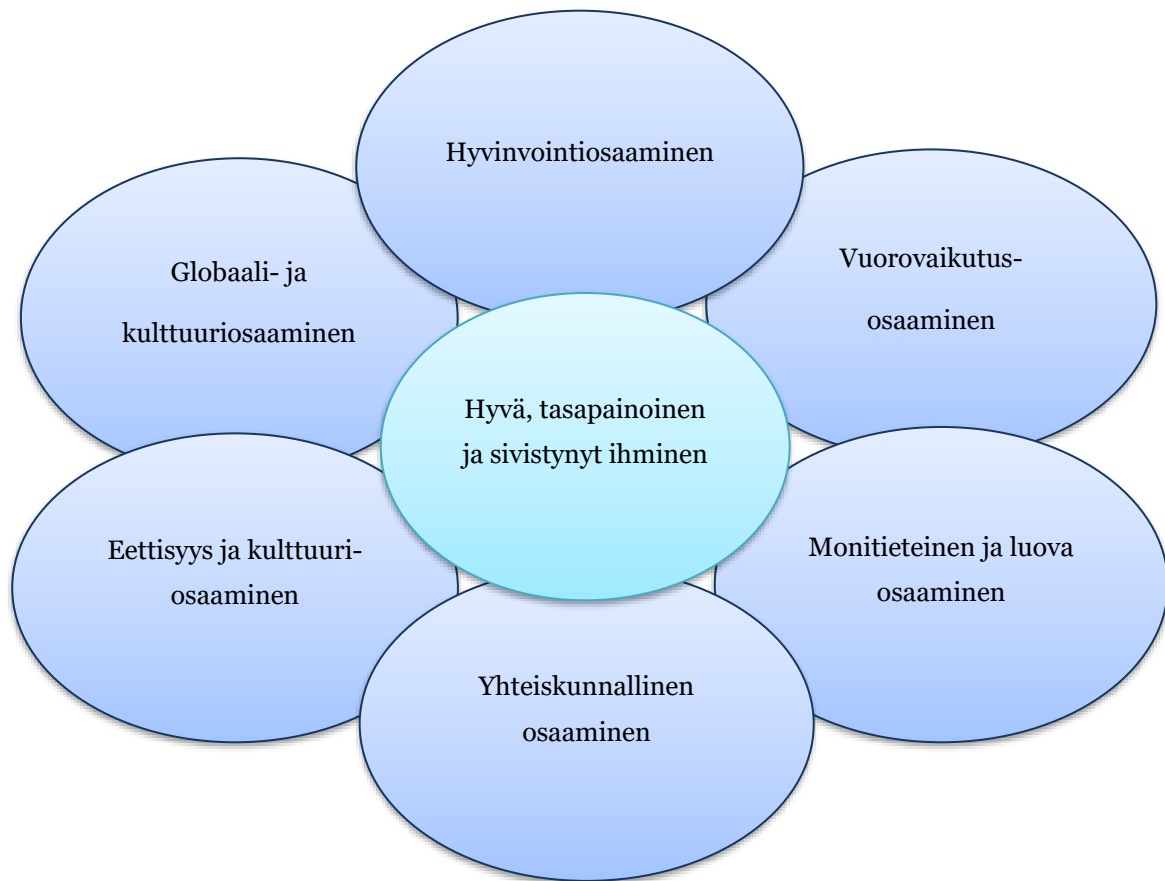 Hyvinvointiosaaminen
Vuorovaikutus-
osaaminen
Monitieteinen ja luova
osaaminen
Yhteiskunnallinen
osaaminen
Eettisyys ja kulttuuri-
osaaminen
Globaali- ja
kulttuuriosaaminen
Hyvä, tasapainoinen
ja sivistynyt ihminen